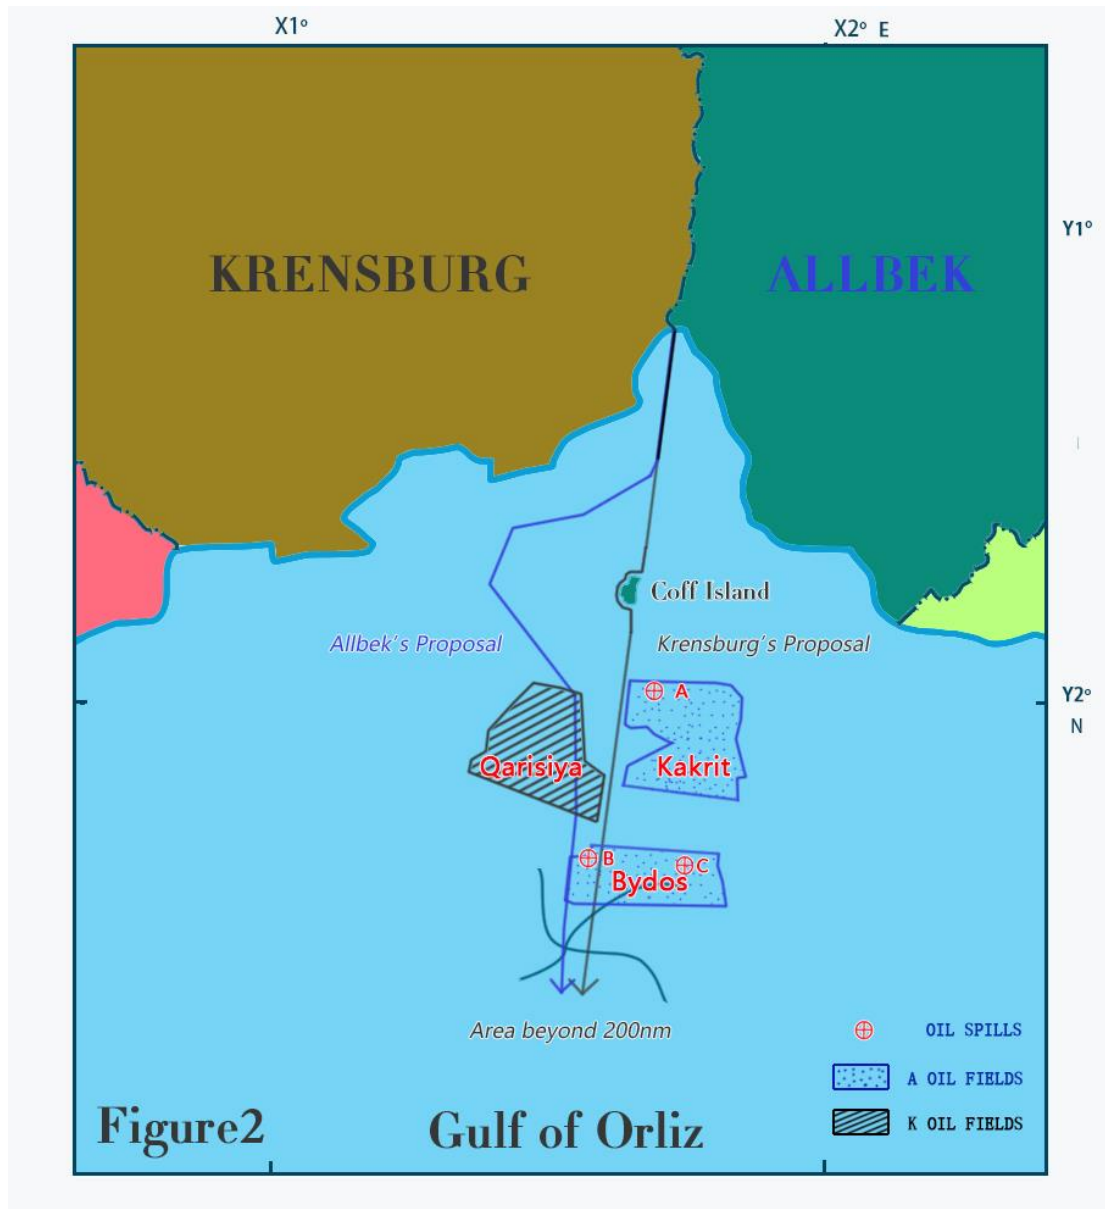 X1° X2° E
Y1°
KRENSBURG ALLBEK
Coff Island
Allbek's Proposal Krensburg's Proposal
A
Y2°
N
Qarisiya Kakrit
B C
Bydos
Area beyond 200nm
OIL SPILLS
A OIL FIELDS
K OIL FIELDS
Figure2 Gulf of Orliz